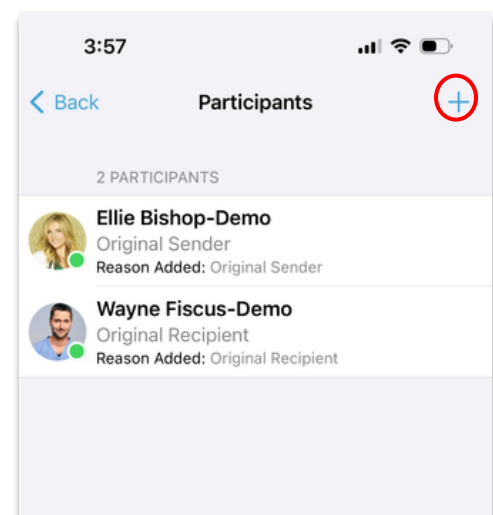 3:57
Back
Participants
2 PARTICIPANTS
Ellie Bishop-Demo
Original Sender
Reason Added: Original Sender
Wayne Fiscus-Demo
Original Recipient
Reason Added: Original Recipient